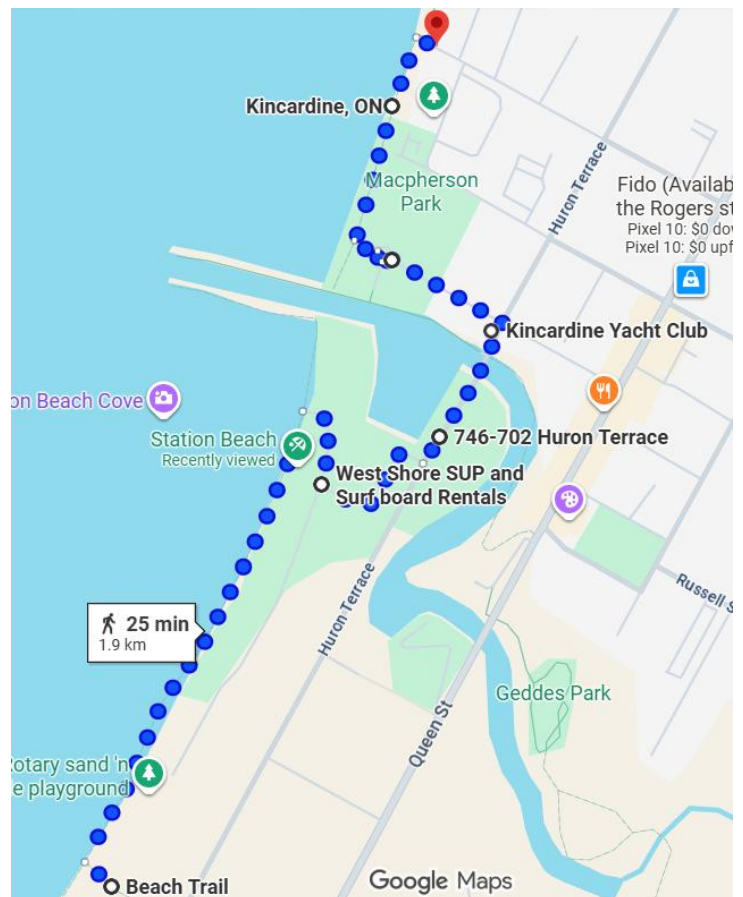 Kincardine, ON
Huron Terrace
Macpherson
Park
Fido (Availab
the Rogers st
Pixel 10: $0 dov
Pixel 10: $0 upf
Kincardine Yacht Club
on Beach Cove
Station Beach
Recently viewed
746-702 Huron Terrace
West Shore SUP and
Surf board Rentals
Russell S
Huron Terrace
25 min
1.9 km
Geddes Park
Queen St
Rotary sand 'n
e playground
Beach Trail
Google Maps